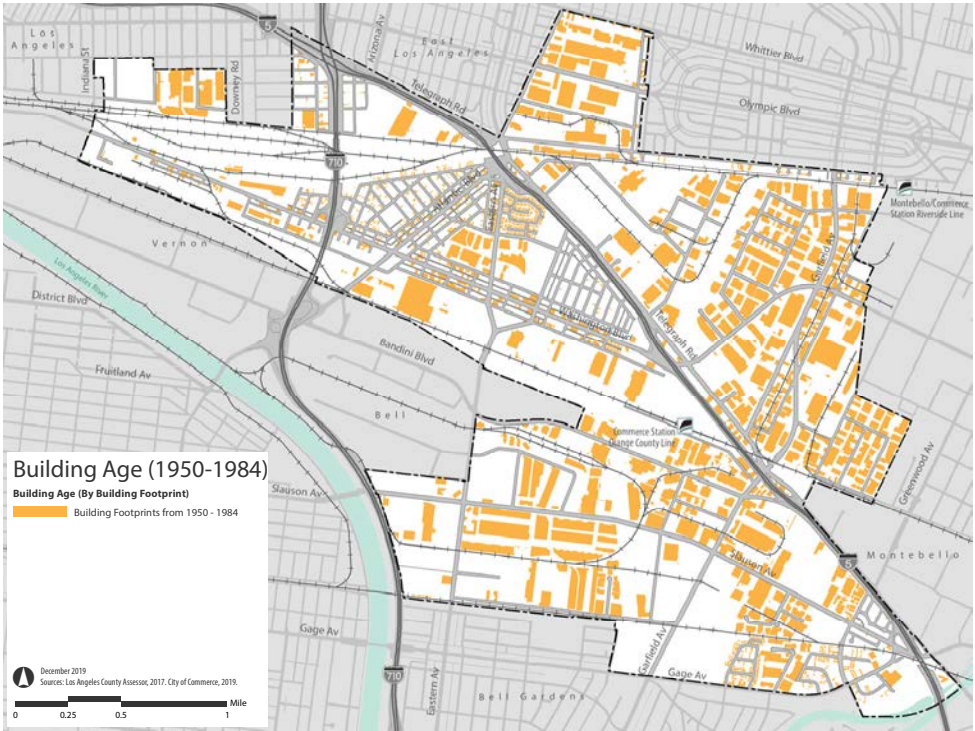 Los
Angeles
Indiana St
Downey Rd
5
Arizona Av
East
Los Angeles
Telegraph Rd
Whittier Blvd
Olympic Blvd
710
Montebello/Commerce
Station Riverside Line
Atlantic Blvd
Garfield Av
Vernon
Los Angeles River
District Blvd
Washington Blvd
Telegraph Rd
Bandini Blvd
Fruitland Av
Bell
Commerce Station
Orange County Line
Greenwood Av
Slauson Av
Montebello
Slauson Av
5
Gage Av
Garfield Av
Gage Av
710
Eastern Av
Bell Gardens
Building Age (1950-1984)
Building Age (By Building Footprint)
Building Footprints from 1950 - 1984
December 2019
Sources: Los Angeles County Assessor, 2017. City of Commerce, 2019.
Mile
0 0.25 0.5 1